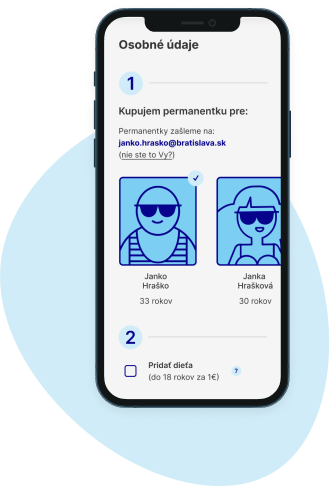 Osobné údaje
1
Kupujem permanentku pre:
Permanentky zašleme na:
janko.hrasko@bratislava.sk
(nie ste to Vy?)
Janko
Hraško
33 rokov
Janka
Hrašková
30 rokov
2
Pridať dieťa
(do 18 rokov za 1€)
?